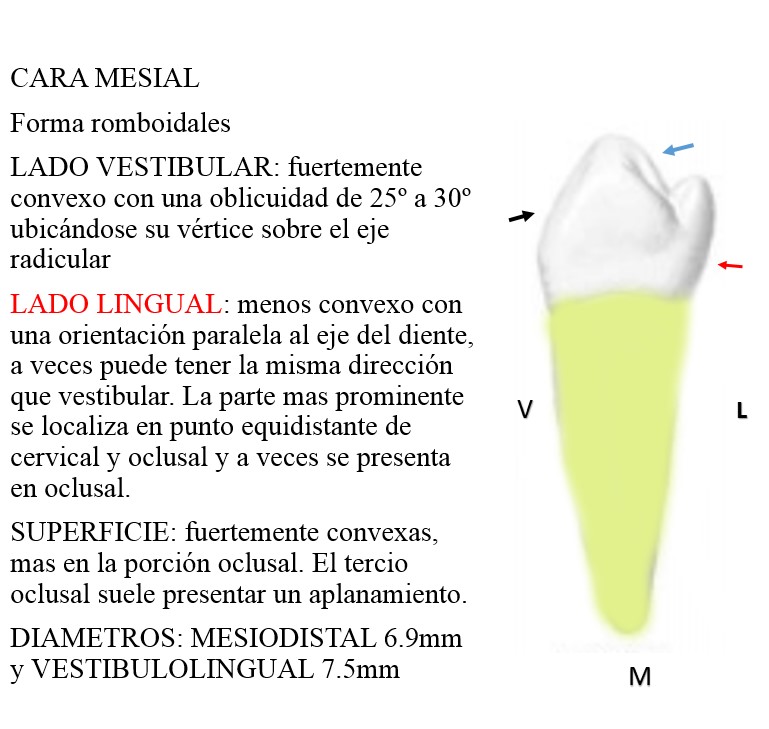 CARA MESIAL
Forma romboidales
LADO VESTIBULAR: fuertemente
convexo con una oblicuidad de 25º a 30º
ubicándose su vértice sobre el eje
radicular
LADO LINGUAL: menos convexo con
una orientación paralela al eje del diente,
a veces puede tener la misma dirección
que vestibular. La parte mas prominente
se localiza en punto equidistante de
cervical y oclusal y a veces se presenta
en oclusal.
SUPERFICIE: fuertemente convexas,
mas en la porción oclusal. El tercio
oclusal suele presentar un aplanamiento.
DIAMETROS: MESIODISTAL 6.9mm
y VESTIBULOLINGUAL 7.5mm
V
L
M